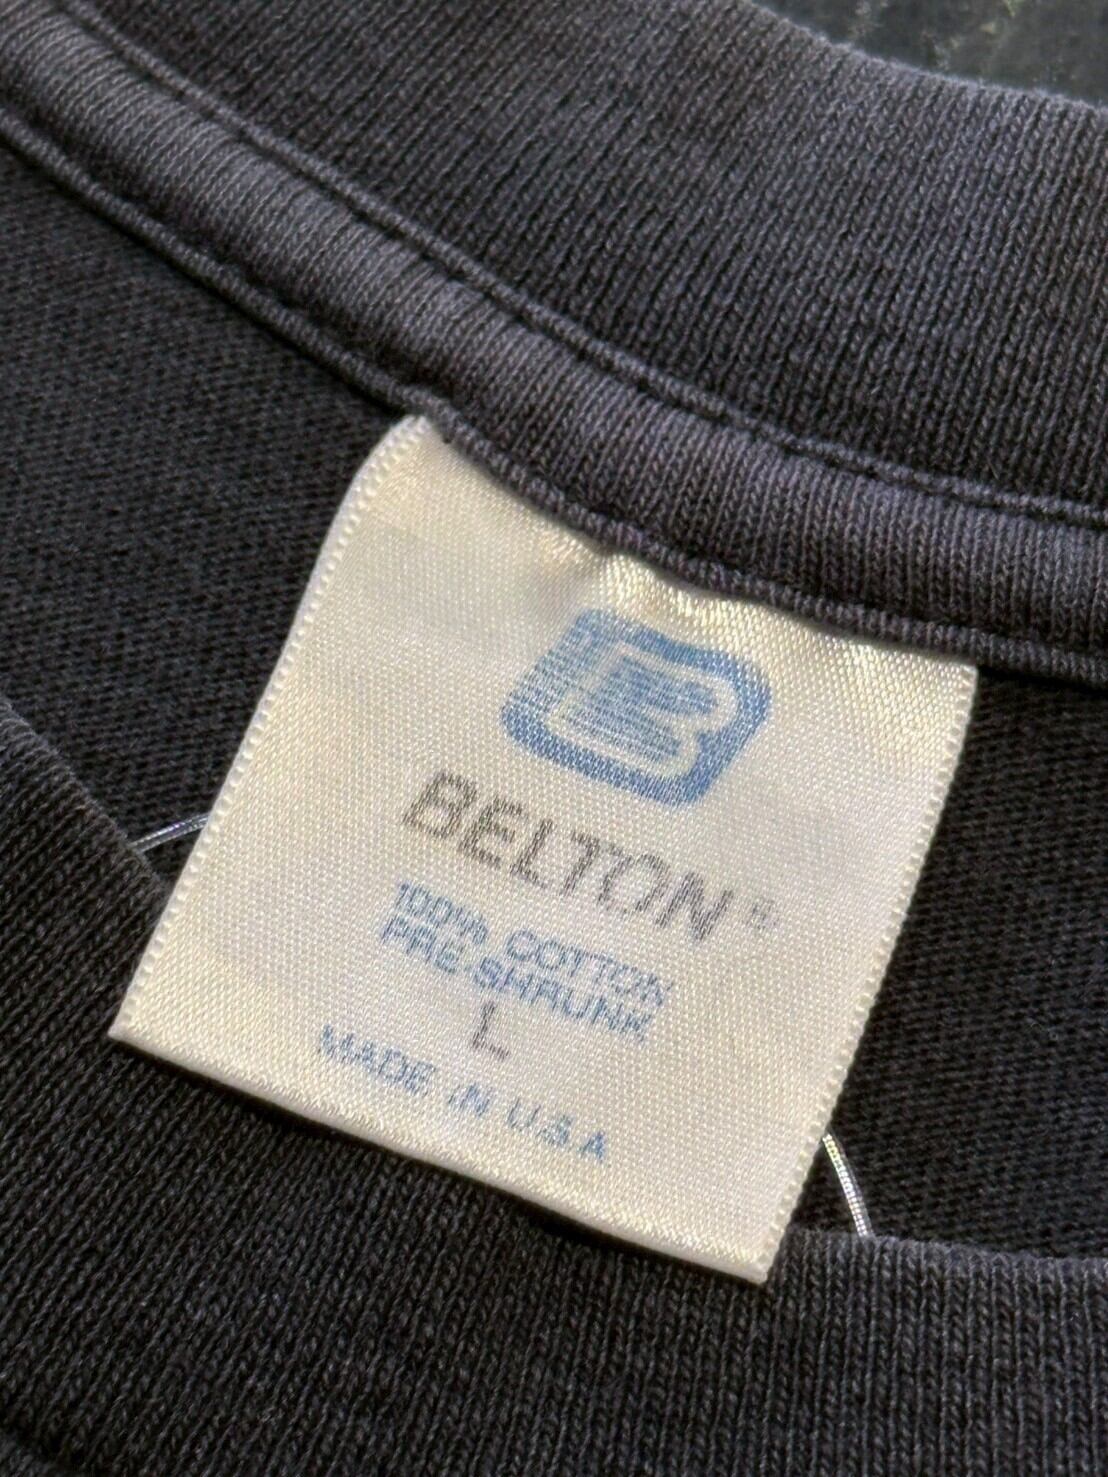 B
BELTON®
100% COTTON
PRE-SHRUNK
L
MADE IN U.S.A.